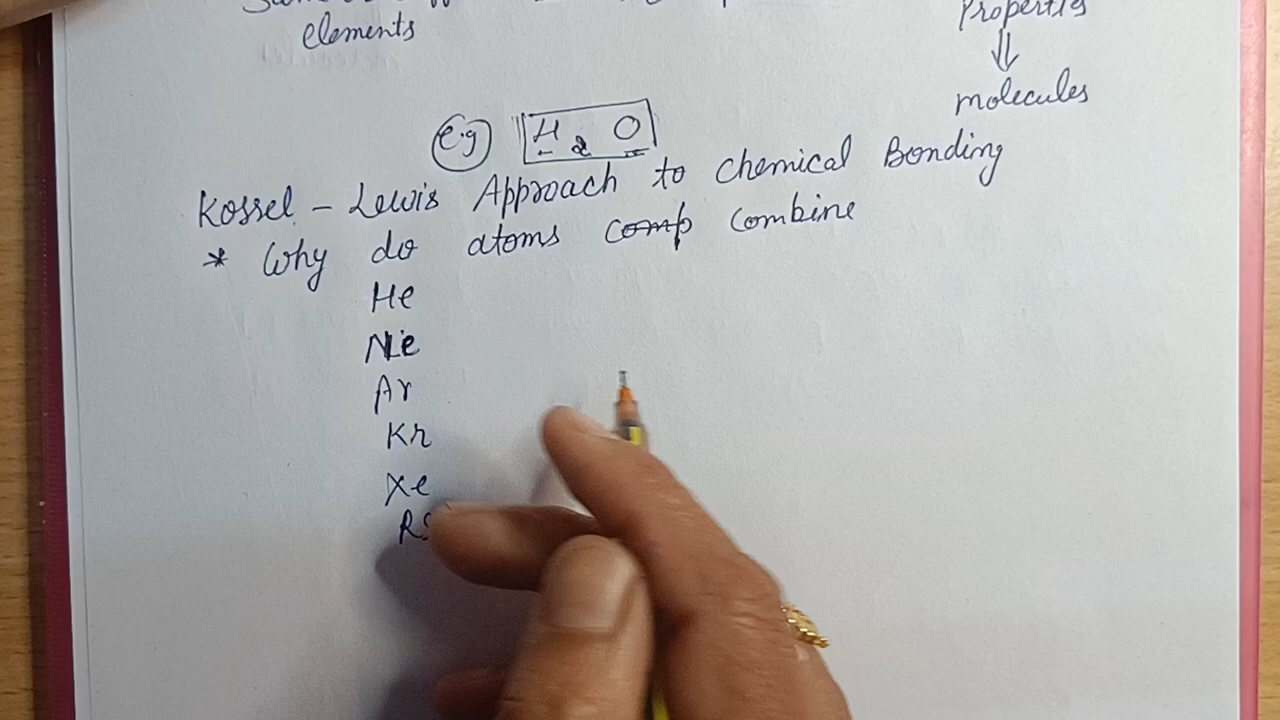 elements
Properties
⇓
molecules
e.g H2O
Kossel - Lewis Approach to chemical Bonding
* Why do atoms comp combine
He
Ne
Ar
Kr
Xe